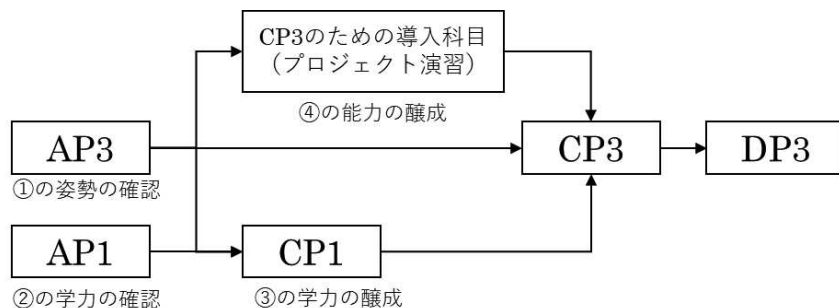 CP3のための導入科目
（プロジェクト演習）
④の能力の醸成
AP3
CP3
DP3
①の姿勢の確認
AP1
CP1
②の学力の確認
③の学力の醸成